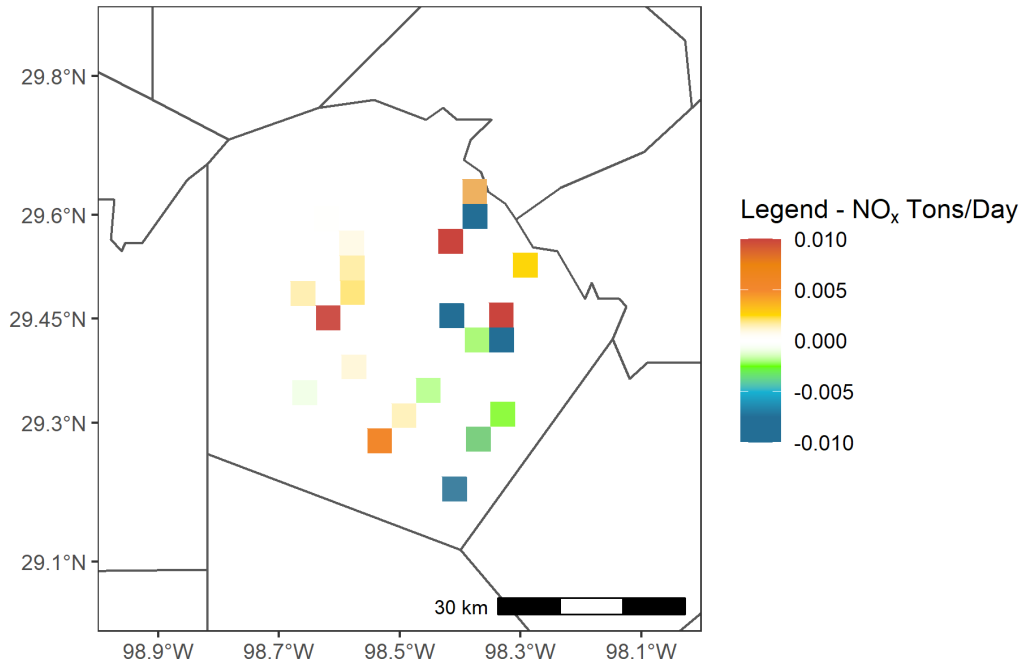 29.8°N
29.6°N
29.45°N
29.3°N
29.1°N
98.9°W 98.7°W 98.5°W 98.3°W 98.1°W
30 km
Legend - NOx Tons/Day
0.010
0.005
0.000
-0.005
-0.010